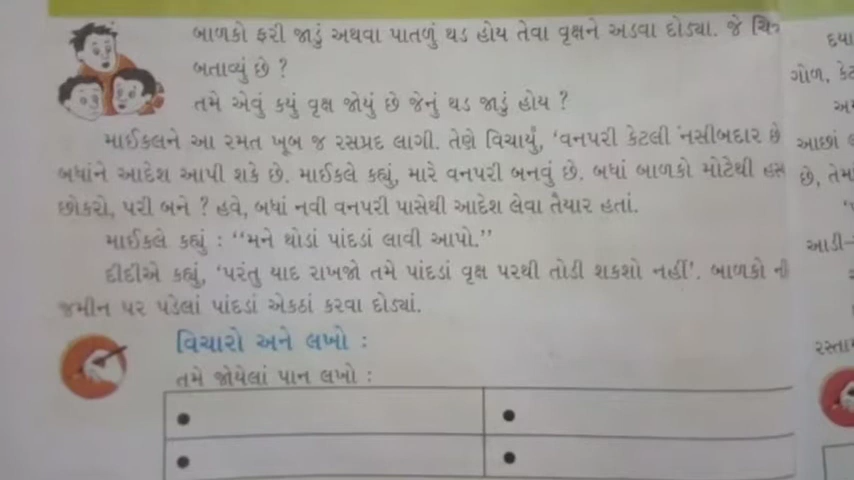 બાળકો ફરી જાડું અથવા પાતળું થડ હોય તેવા વૃક્ષને અડવા દોડ્યા. જે
બતાવ્યું છે ?
તમે એવું કયું વૃક્ષ જોયું છે જેનું થડ જાડું હોય ?
માઈકલને આ રમત ખૂબ જ રસપ્રદ લાગી. તેણે વિચાર્યું, ‘વનપરી કેટલી નસીબદાર છે
બધાંને આદેશ આપી શકે છે. માઈકલે કહ્યું, મારે વનપરી બનવું છે. બધાં બાળકો મોટેથી
છોકરો, પરી બને ? હવે, બધાં નવી વનપરી પાસેથી આદેશ લેવા તૈયાર હતાં.
માઈકલે કહ્યું : “મને થોડાં પાંદડાં લાવી આપો.”
દીદીએ કહ્યું, ‘પરંતુ યાદ રાખજો તમે પાંદડાં વૃક્ષ પરથી તોડી શકશો નહીં’. બાળકો
જમીન પર પડેલાં પાંદડાં એકઠાં કરવા દોડ્યાં.
વિચારો અને લખો :
તમે જોયેલાં પાન લખો :
ગોળ,
છે,